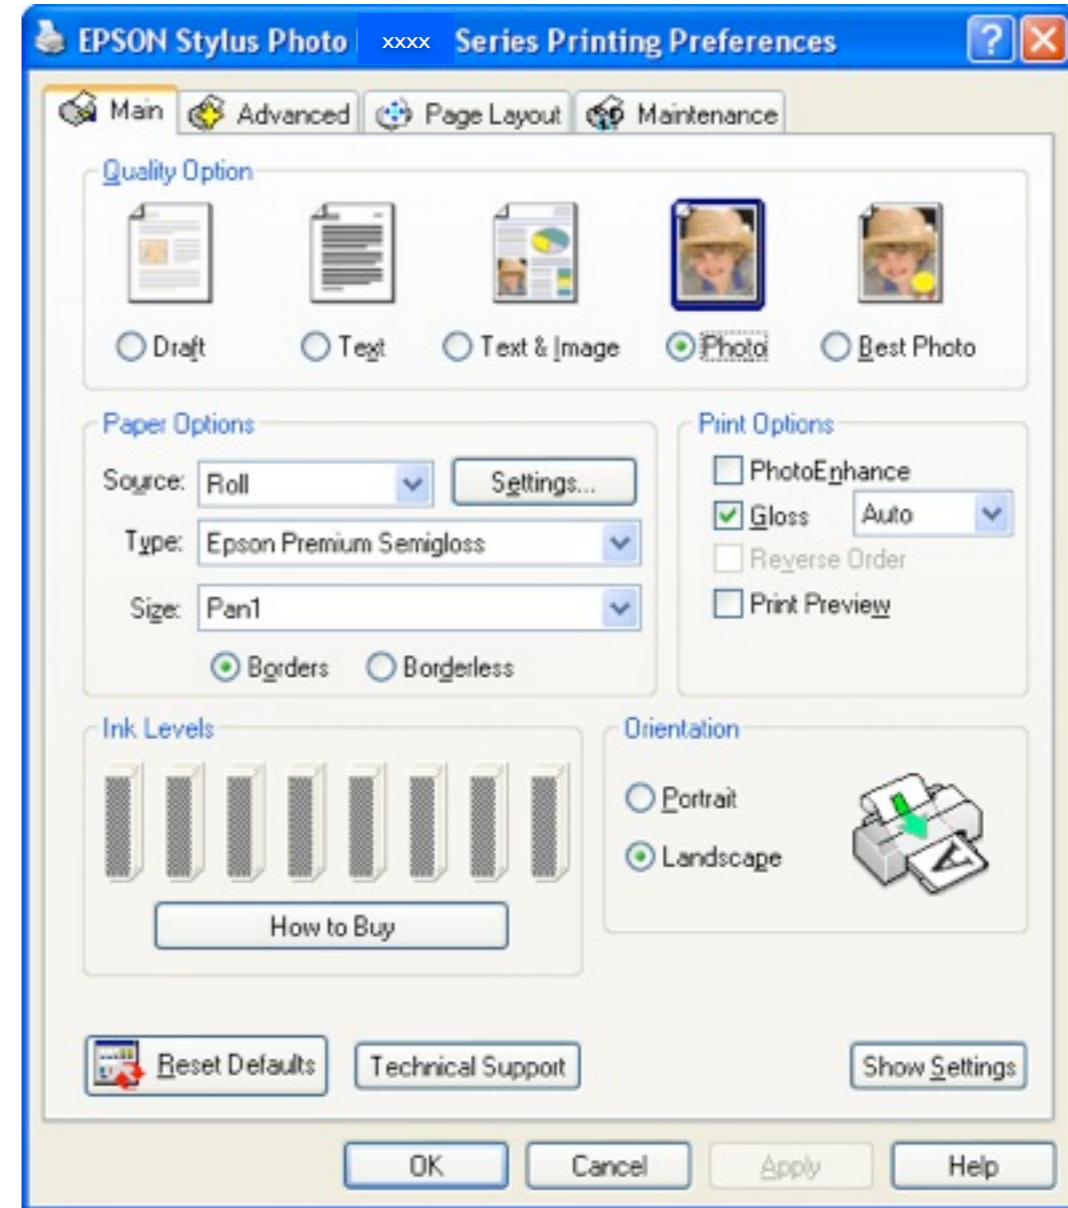 EPSON Stylus Photo xxxx Series Printing Preferences
Main Advanced Page Layout Maintenance
Quality Option
Draft Text Text & Image Photo Best Photo
Paper Options
Source: Roll Settings...
Type: Epson Premium Semigloss
Size: Pan1
Borders Borderless
Print Options
PhotoEnhance
Gloss Auto
Reverse Order
Print Preview
Ink Levels
How to Buy
Orientation
Portrait
Landscape
Reset Defaults Technical Support Show Settings
OK Cancel Apply Help